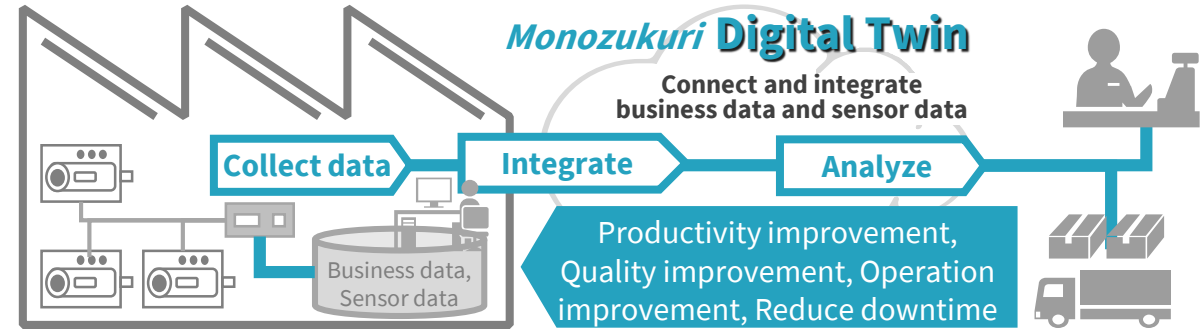 Monozukuri Digital Twin
Connect and integrate
business data and sensor data
Collect data
Integrate
Analyze
Business data,
Sensor data
Productivity improvement,
Quality improvement, Operation
improvement, Reduce downtime